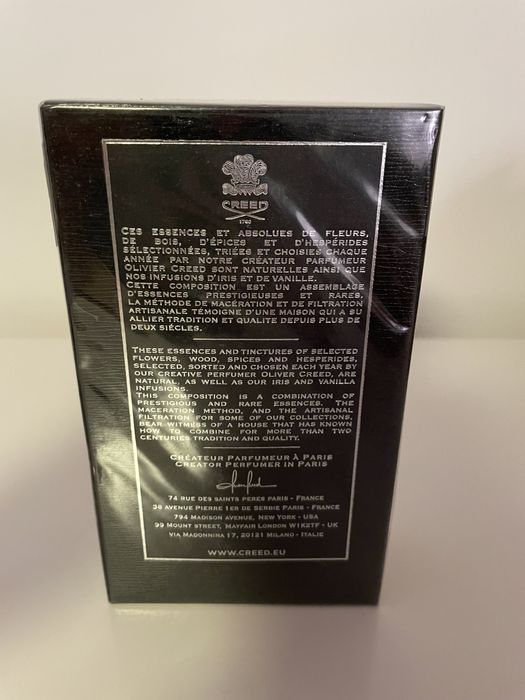 CREED
1760
CES ESSENCES ET ABSOLUES DE FLEURS,
DE BOIS, D'ÉPICES ET D'HESPÉRIDES
SÉLECTIONNÉES, TRIÉES ET CHOISIES CHAQUE
ANNÉE PAR NOTRE CRÉATEUR PARFUMEUR
OLIVIER CREED SONT NATURELLES AINSI QUE
NOS INFUSIONS D'IRIS ET DE VANILLE.
CETTE COMPOSITION EST UN ASSEMBLAGE
D'ESSENCES PRESTIGIEUSES ET RARES.
LA MÉTHODE DE MACÉRATION ET DE FILTRATION
ARTISANALE TÉMOIGNE D'UNE MAISON QUI A SU
ALLIER TRADITION ET QUALITE DEPUIS PLUS DE
DEUX SIÈCLES.
THESE ESSENCES AND TINCTURES OF SELECTED
FLOWERS, WOOD, SPICES AND HESPERIDES,
SELECTED, SORTED AND CHOSEN EACH YEAR BY
OUR CREATIVE PERFUMER OLIVER CREED, ARE
NATURAL, AS WELL AS OUR IRIS AND VANILLA
INFUSIONS.
THIS COMPOSITION IS A COMBINATION OF
PRESTIGIOUS AND RARE ESSENCES. THE
MACERATION METHOD, AND THE ARTISANAL
FILTRATION FOR SOME OF OUR COLLECTIONS,
BEAR WITNESS OF A HOUSE THAT HAS KNOWN
HOW TO COMBINE FOR MORE THAN TWO
CENTURIES TRADITION AND QUALITY.
CRÉATEUR PARFUMEUR À PARIS
CREATOR PERFUMER IN PARIS
74 RUE DES SAINTS PERES PARIS - FRANCE
38 AVENUE PIERRE 1ER DE SERBIE PARIS - FRANCE
794 MADISON AVENUE, NEW YORK - USA
99 MOUNT STREET, MAYFAIR LONDON W1K2TF - UK
VIA MADONNINA 17, 20121 MILANO - ITALIE
WWW.CREED.EU